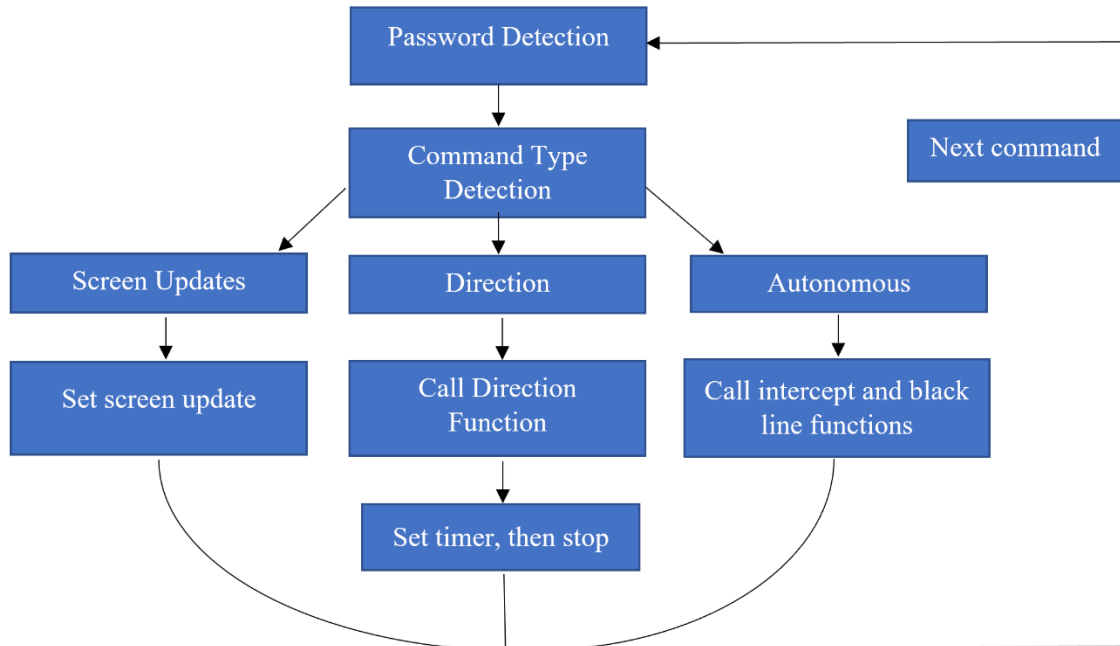 Password Detection
Command Type
Detection
Next command
Screen Updates
Direction
Autonomous
Set screen update
Call Direction
Function
Call intercept and black
line functions
Set timer, then stop